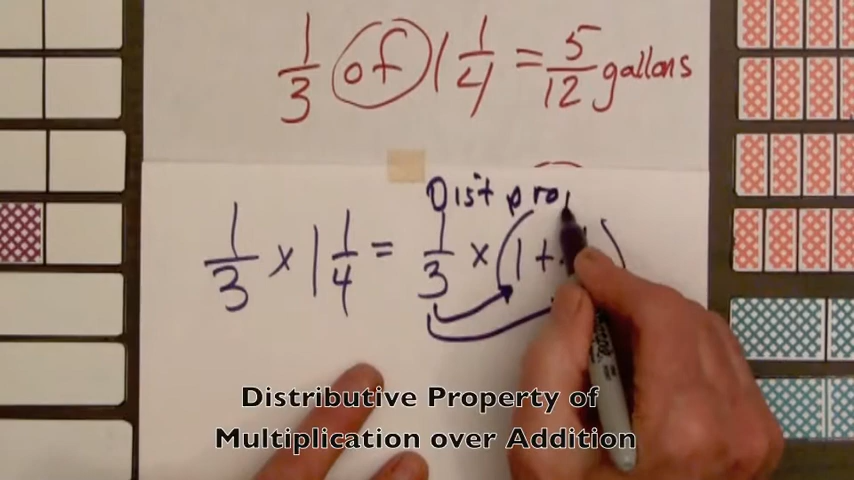 1/3 of 1 1/4 = 5/12 gallons
Dist pro
1/3 x 1 1/4 = 1/3 x (1 +
Distributive Property of
Multiplication over Addition